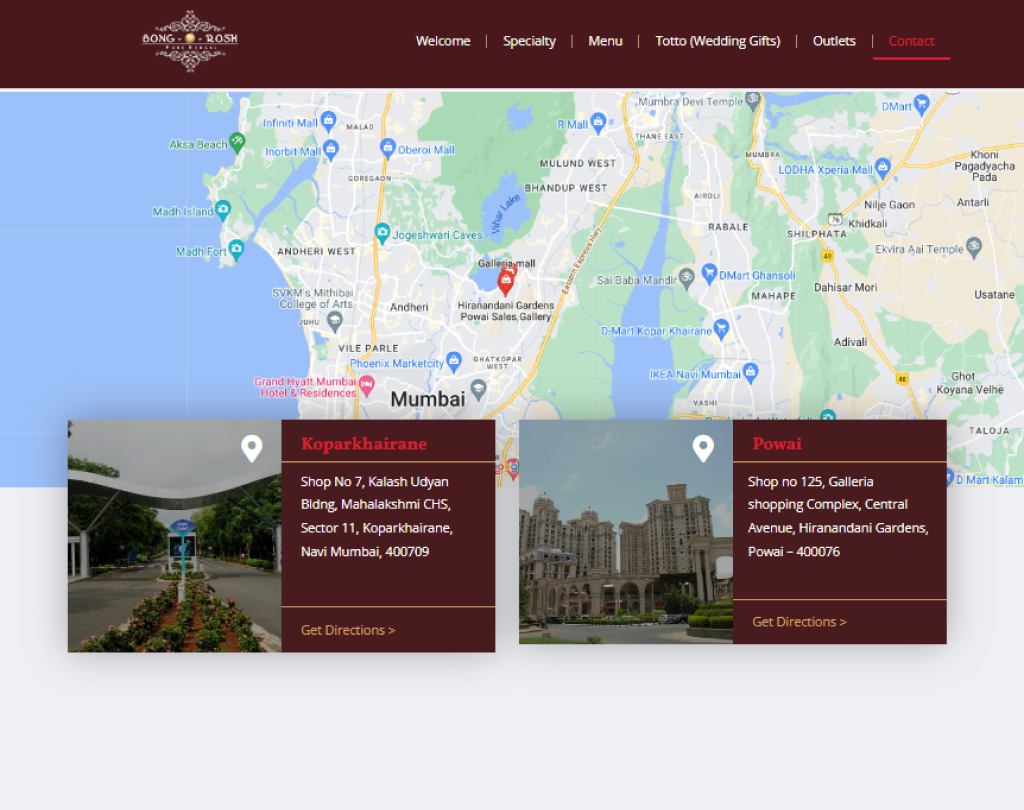 BONG - O - ROSH
PURE BENGAL
Welcome
Specialty
Menu
Totto (Wedding Gifts)
Outlets
Contact
Mumbra Devi Temple
DMart
Infiniti Mall
MALAD
R Mall
THANE EAST
Aksa Beach
Inorbit Mall
Oberoi Mall
MUMBRA
Khoni
Pagadyacha
Pada
MULUND WEST
LODHA Xperia Mall
GOREGAON
BHANDUP WEST
AIROLI
Vihar Lake
Nilje Gaon
Antarli
Madh Island
76
Khidkali
RABALE
SHILPHATA
Jogeshwari Caves
Madh Fort
ANDHERI WEST
Eastern Express Hwy
Ekvira Aai Temple
48
Galleria mall
Sai Baba Mandir
DMart Ghansoli
Dahisar Mori
SVKM's Mithibai
College of Arts
Andheri
Hiranandani Gardens
Powai Sales Gallery
MAHAPE
Usatane
JUHU
D-Mart Kopar Khairane
Adivali
VILE PARLE
Phoenix Marketcity
GHATKOPAR
WEST
IKEA Navi Mumbai
48
Ghot
Koyana Velhe
Grand Hyatt Mumbai
Hotel & Residences
Mumbai
VASHI
TALOJA
D Mart Kalam
Koparkhairane
Shop No 7, Kalash Udyan
Bldng, Mahalakshmi CHS,
Sector 11, Koparkhairane,
Navi Mumbai, 400709
Get Directions >
Powai
Shop no 125, Galleria
shopping Complex, Central
Avenue, Hiranandani Gardens,
Powai – 400076
Get Directions >